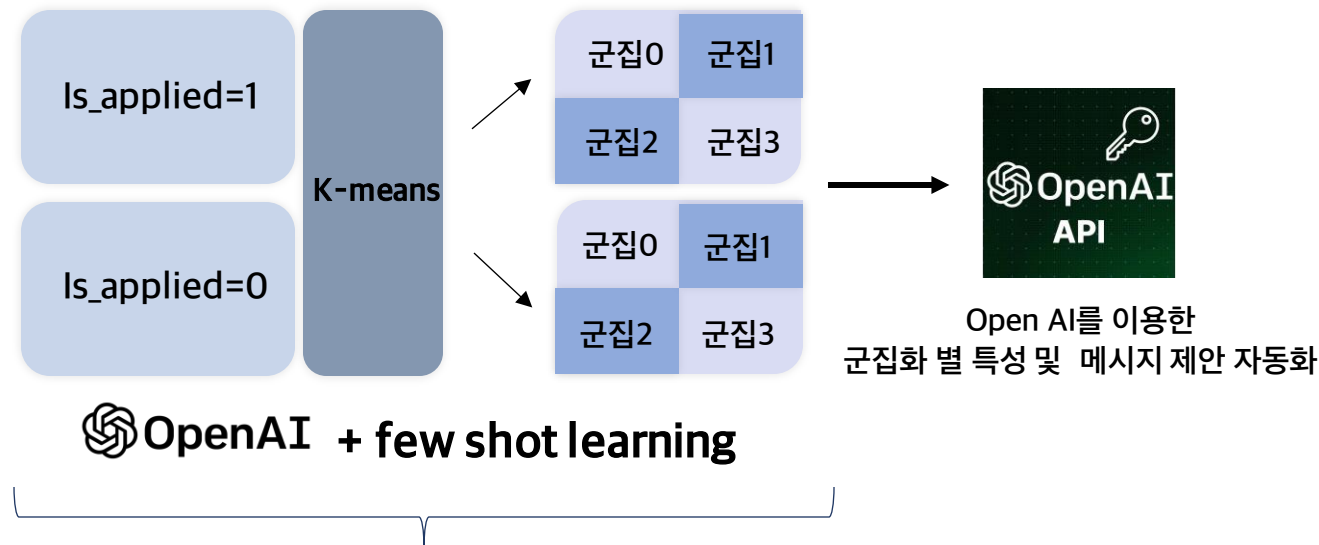 Is_applied=1
Is_applied=0
K-means
군집0
군집1
군집2
군집3
군집0
군집1
군집2
군집3
OpenAI
API
Open AI를 이용한
군집화 별 특성 및 메시지 제안 자동화
OpenAI + few shot learning